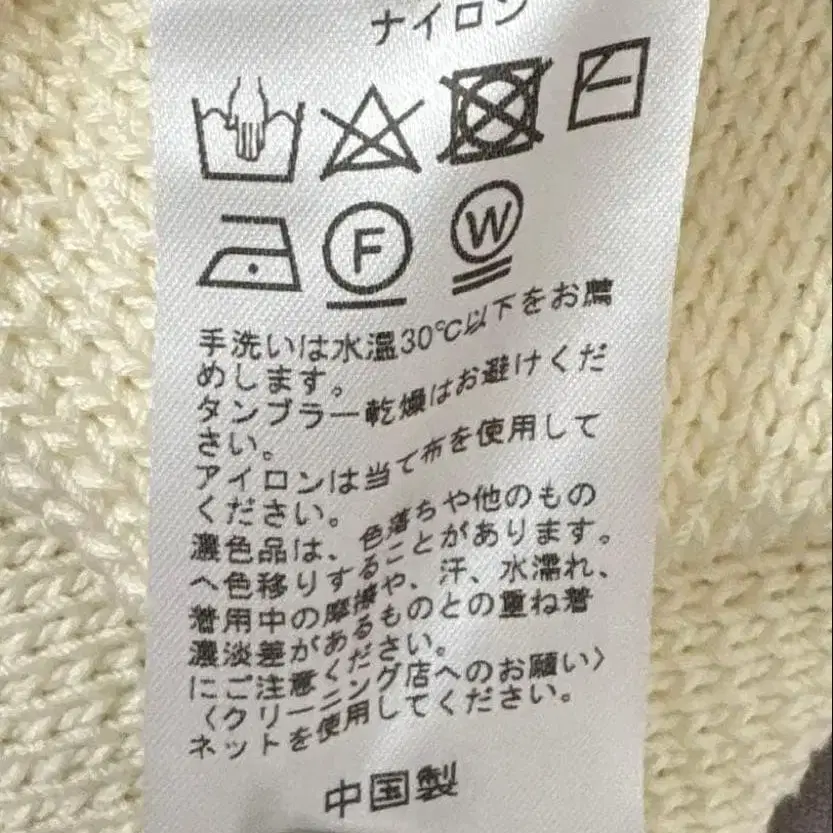 ナイロン
F
W
手洗いは水温30℃以下をお薦
めします。
タンブラー乾燥はお避けくだ
さい。
アイロンは当て布を使用して
ください。
濃色品は、色落ちや他のもの
へ色移りすることがあります。
着用中の摩擦や、汗、水濡れ、
濃淡差があるものとの重ね着
にご注意ください。
〈クリーニング店へのお願い〉
ネットを使用してください。
中国製